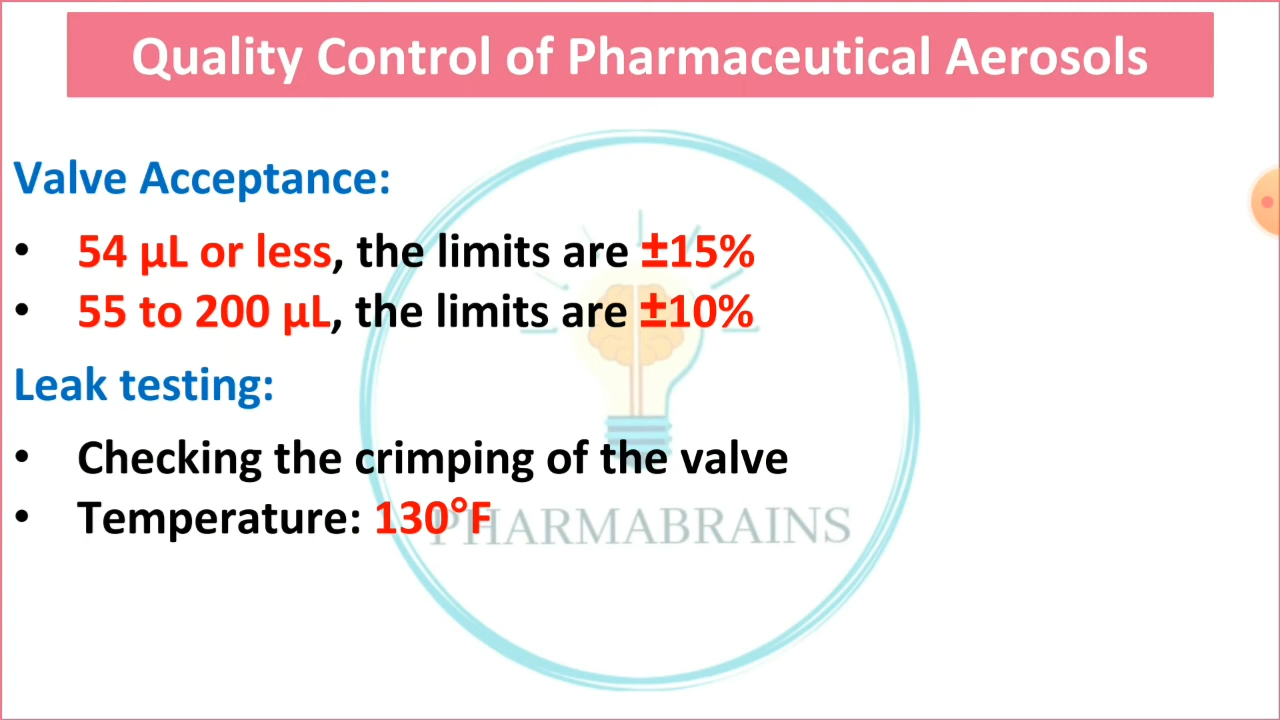 Quality Control of Pharmaceutical Aerosols
Valve Acceptance:
• 54 µL or less, the limits are ±15%
• 55 to 200 µL, the limits are ±10%
Leak testing:
• Checking the crimping of the valve
• Temperature: 130°F
PHARMABRAINS